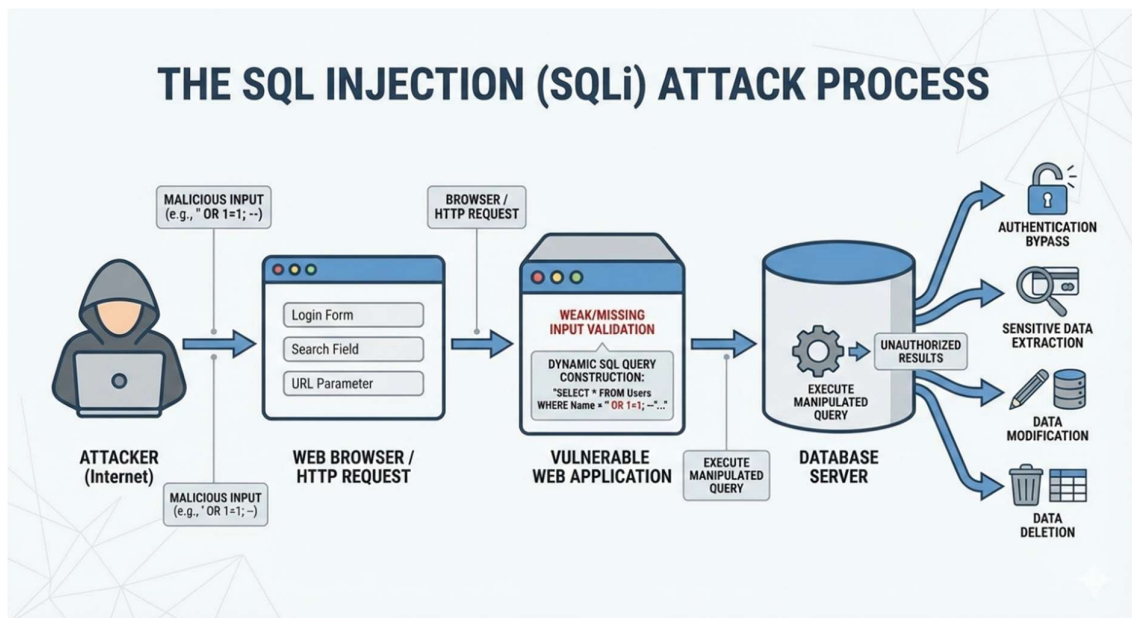 THE SQL INJECTION (SQLi) ATTACK PROCESS
MALICIOUS INPUT
(e.g., " OR 1=1; --)
BROWSER /
HTTP REQUEST
Login Form
Search Field
URL Parameter
WEAK/MISSING
INPUT VALIDATION
DYNAMIC SQL QUERY
CONSTRUCTION:
"SELECT * FROM Users
WHERE Name = '' OR 1=1; --"..."
EXECUTE
MANIPULATED
QUERY
UNAUTHORIZED
RESULTS
AUTHENTICATION
BYPASS
SENSITIVE DATA
EXTRACTION
DATA
MODIFICATION
DATA
DELETION
ATTACKER
(Internet)
WEB BROWSER /
HTTP REQUEST
VULNERABLE
WEB APPLICATION
DATABASE
SERVER
MALICIOUS INPUT
(e.g., ' OR 1=1; --)
EXECUTE
MANIPULATED
QUERY